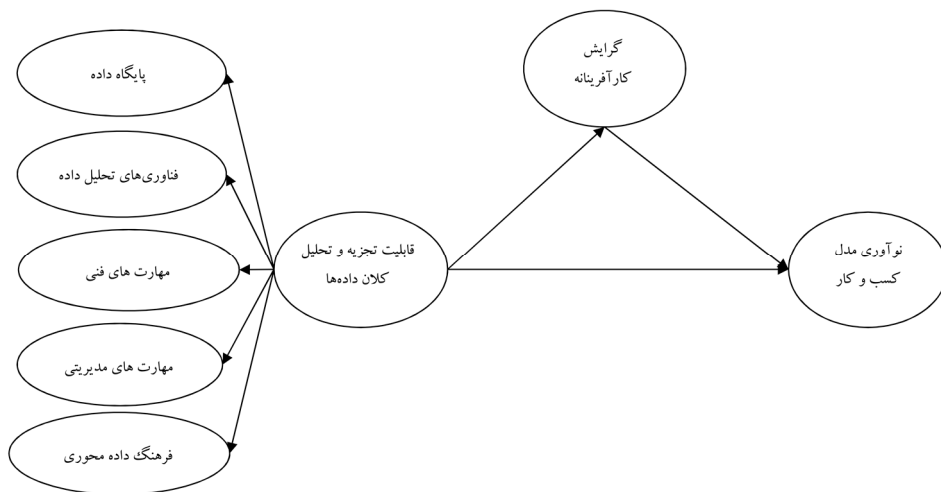 گرایش
کارآفرینانه
پایگاه داده
فناوری‌های تحلیل داده
قابلیت تجزیه و تحلیل
کلان داده‌ها
نوآوری مدل
کسب و کار
مهارت های فنی
مهارت های مدیریتی
فرهنگ داده محوری